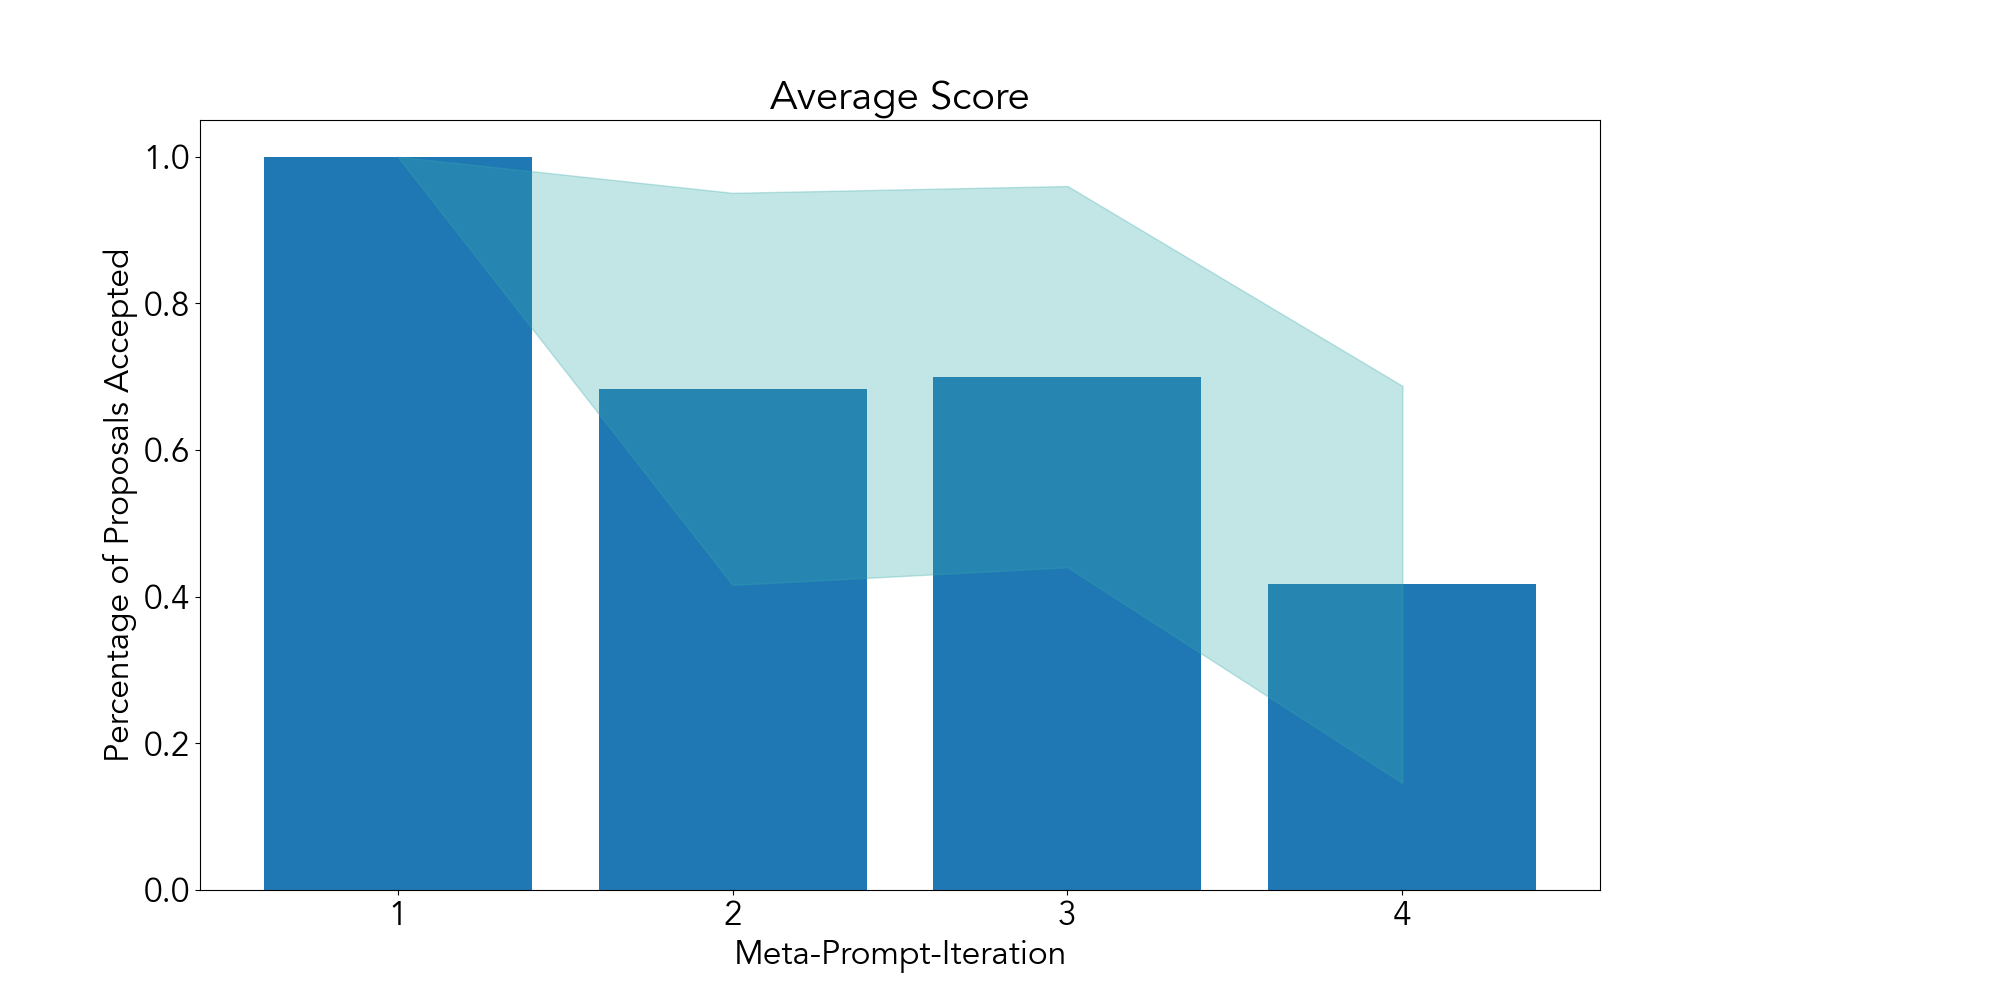 Average Score
Percentage of Proposals Accepted
1.0
0.8
0.6
0.4
0.2
0.0
1 2 3 4
Meta-Prompt-Iteration